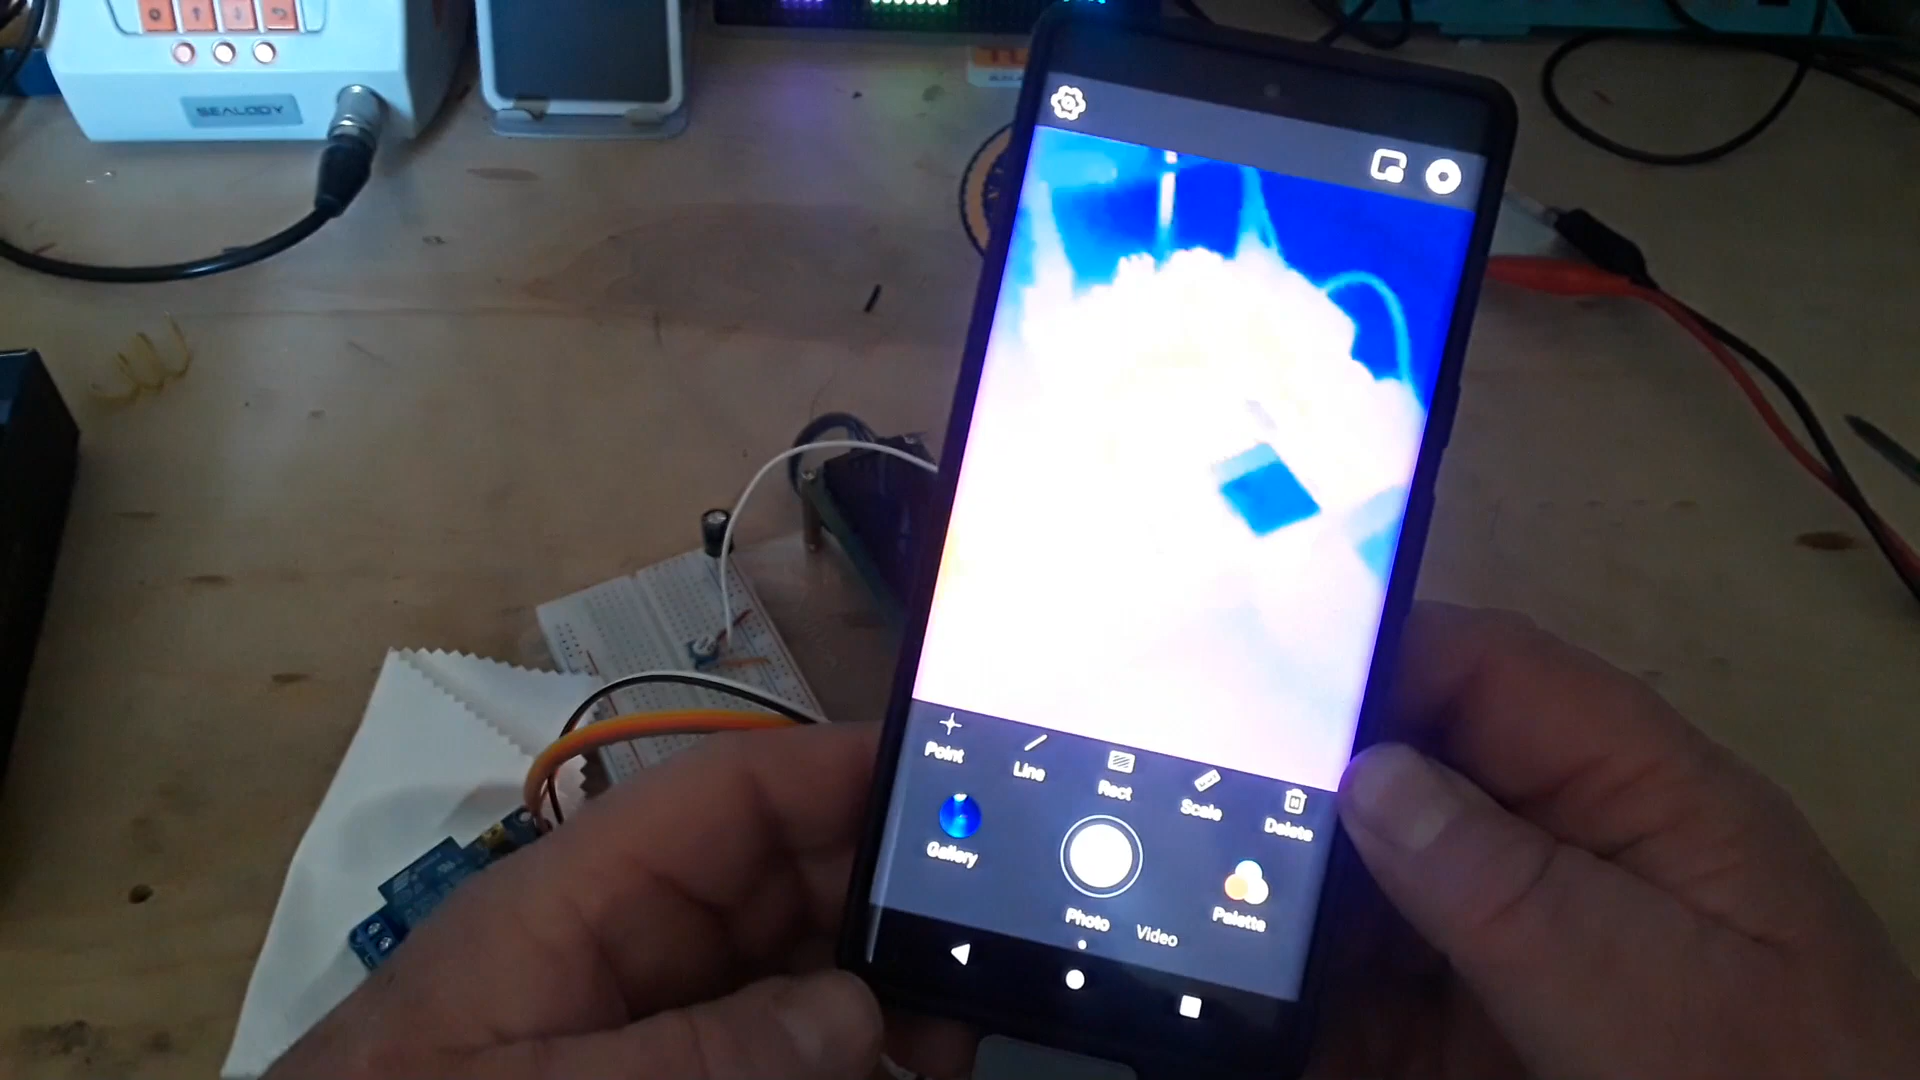 SEALODY
Point
Line
Rect
Scale
Delete
Gallery
Photo
Video
Palette